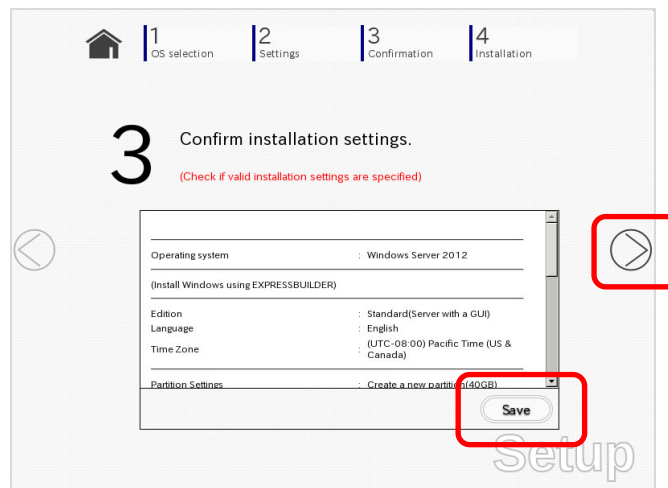 1 2 3 4
OS selection Settings Confirmation Installation
3 Confirm installation settings.
(Check if valid installation settings are specified)
Operating system : Windows Server 2012
(Install Windows using EXPRESSBUILDER)
Edition : Standard(Server with a GUI)
Language : English
Time Zone : (UTC-08:00) Pacific Time (US &
Canada)
Partition Settings : Create a new partition(40GB)
Save
Setup